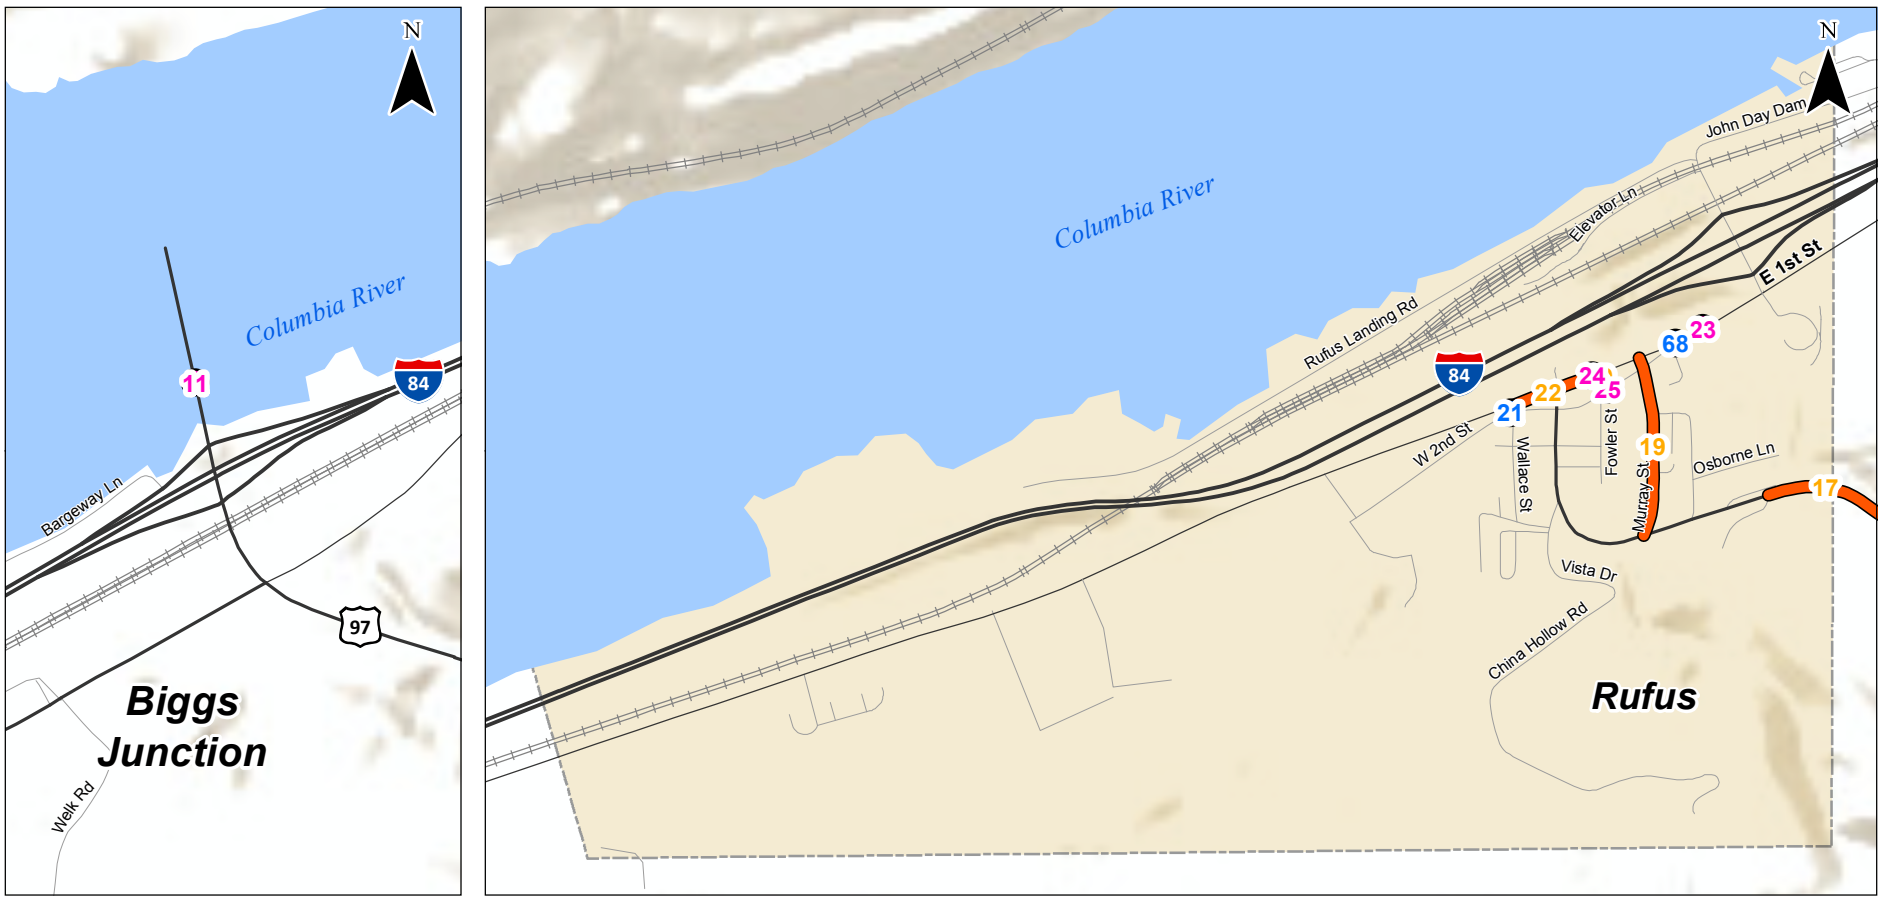 N
Columbia River
11
84
Bargeway Ln
97
Biggs
Junction
Welk Rd
N
John Day Dam
Columbia River
Elevator Ln
E 1st St
Rufus Landing Rd
23
68
84
24
25
22
21
W 2nd St
Wallace St
Fowler St
19
Murray St
Osborne Ln
17
Vista Dr
China Hollow Rd
Rufus